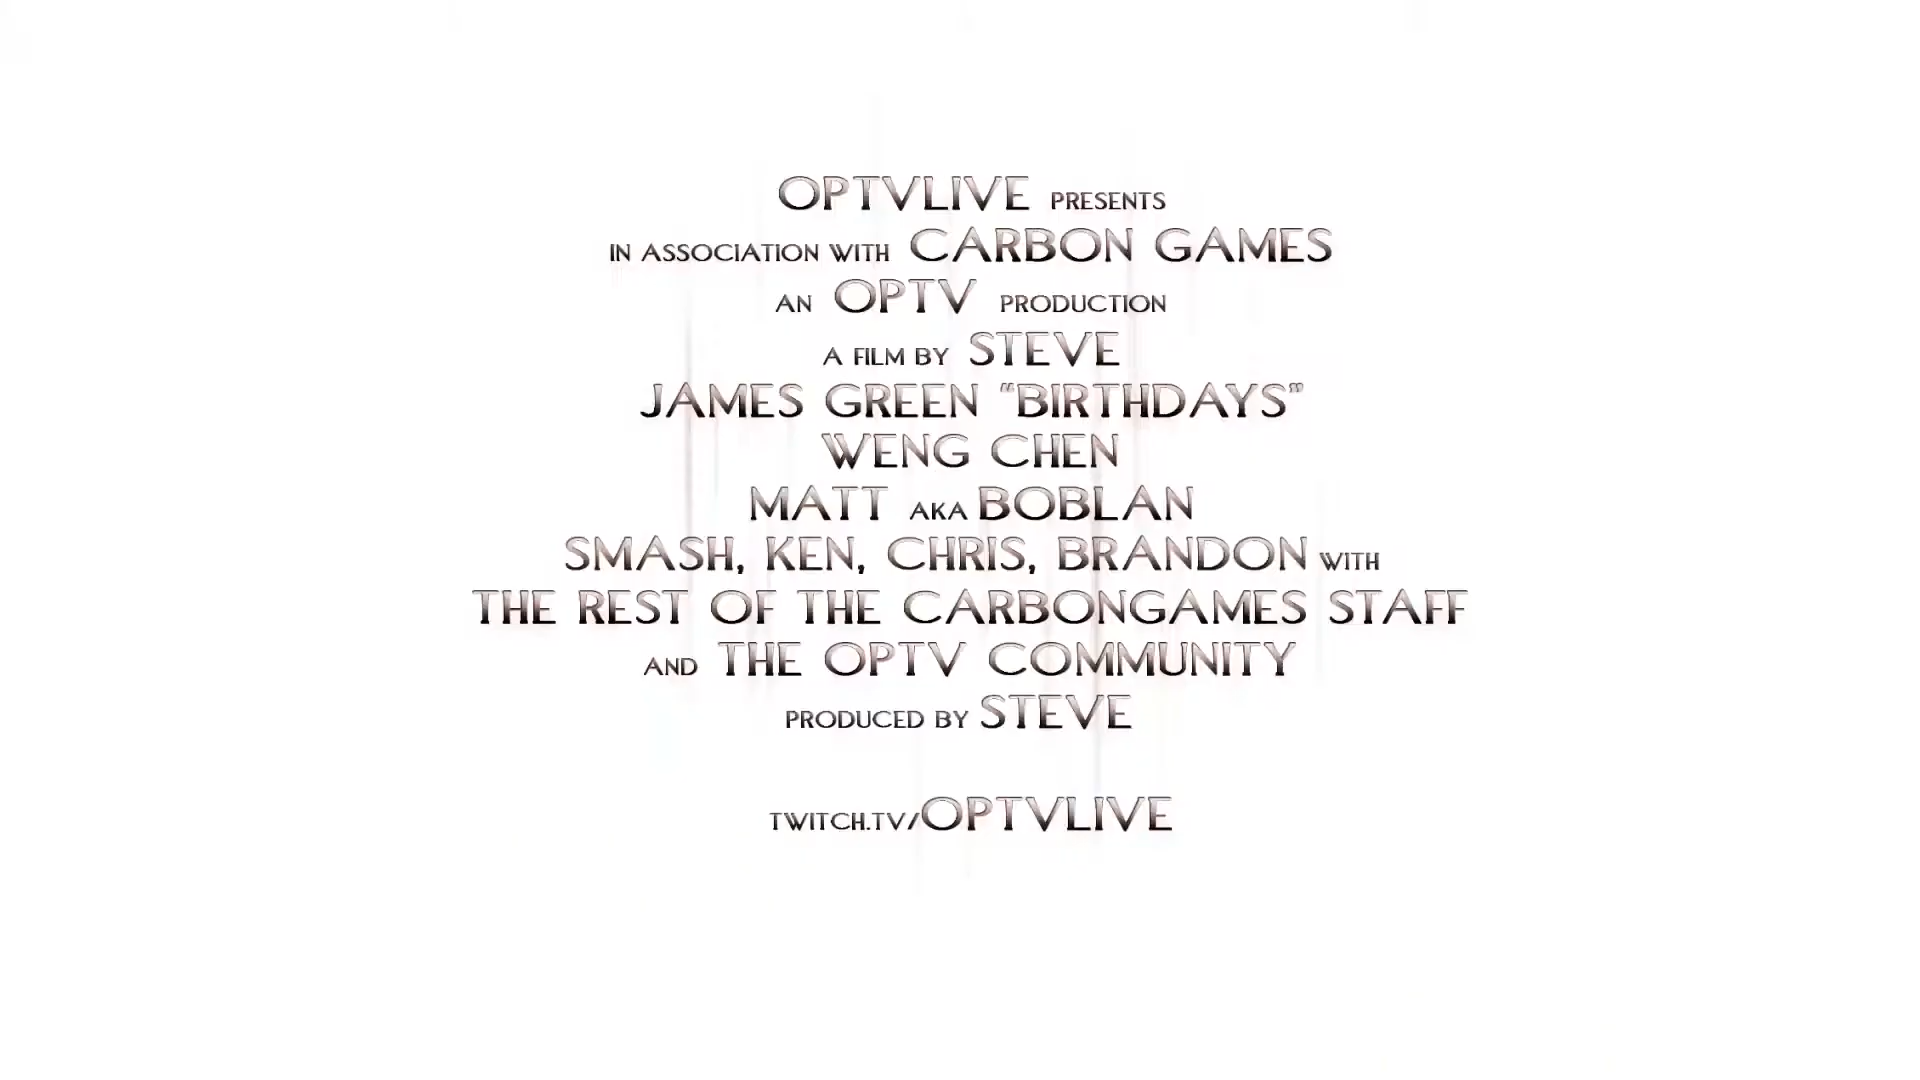 OPTVLIVE PRESENTS
IN ASSOCIATION WITH CARBON GAMES
AN OPTV PRODUCTION
A FILM BY STEVE
JAMES GREEN “BIRTHDAYS”
WENG CHEN
MATT AKA BOBLAN
SMASH, KEN, CHRIS, BRANDON WITH
THE REST OF THE CARBONGAMES STAFF
AND THE OPTV COMMUNITY
PRODUCED BY STEVE
TWITCH.TV/OPTVLIVE